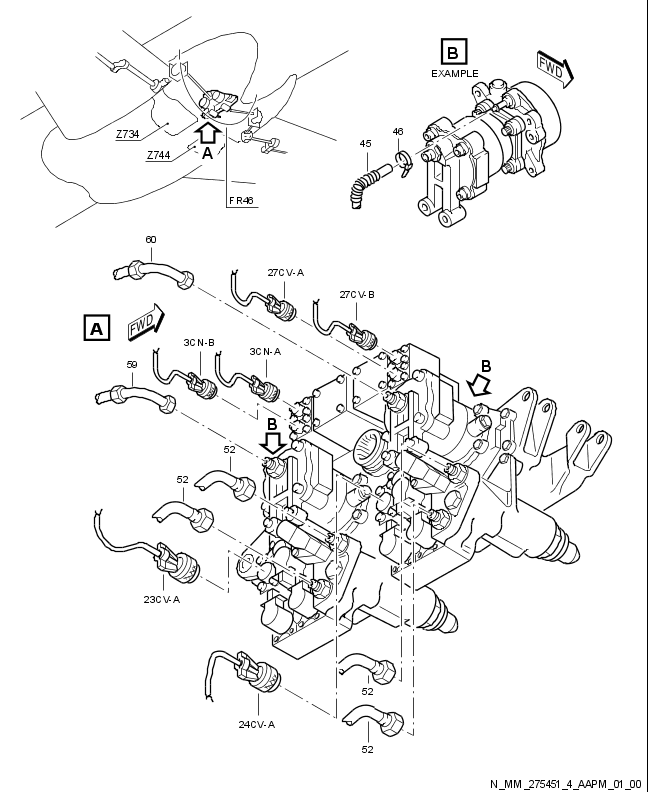 B
EXAMPLE
FWD
Z734
Z744
A
FR46
45
46
60
27CV-A
27CV-B
A
FWD
3CN-B
3CN-A
59
B
B
52
52
23CV-A
24CV-A
52
52
N_MM_275451_4_AAPM_01_00